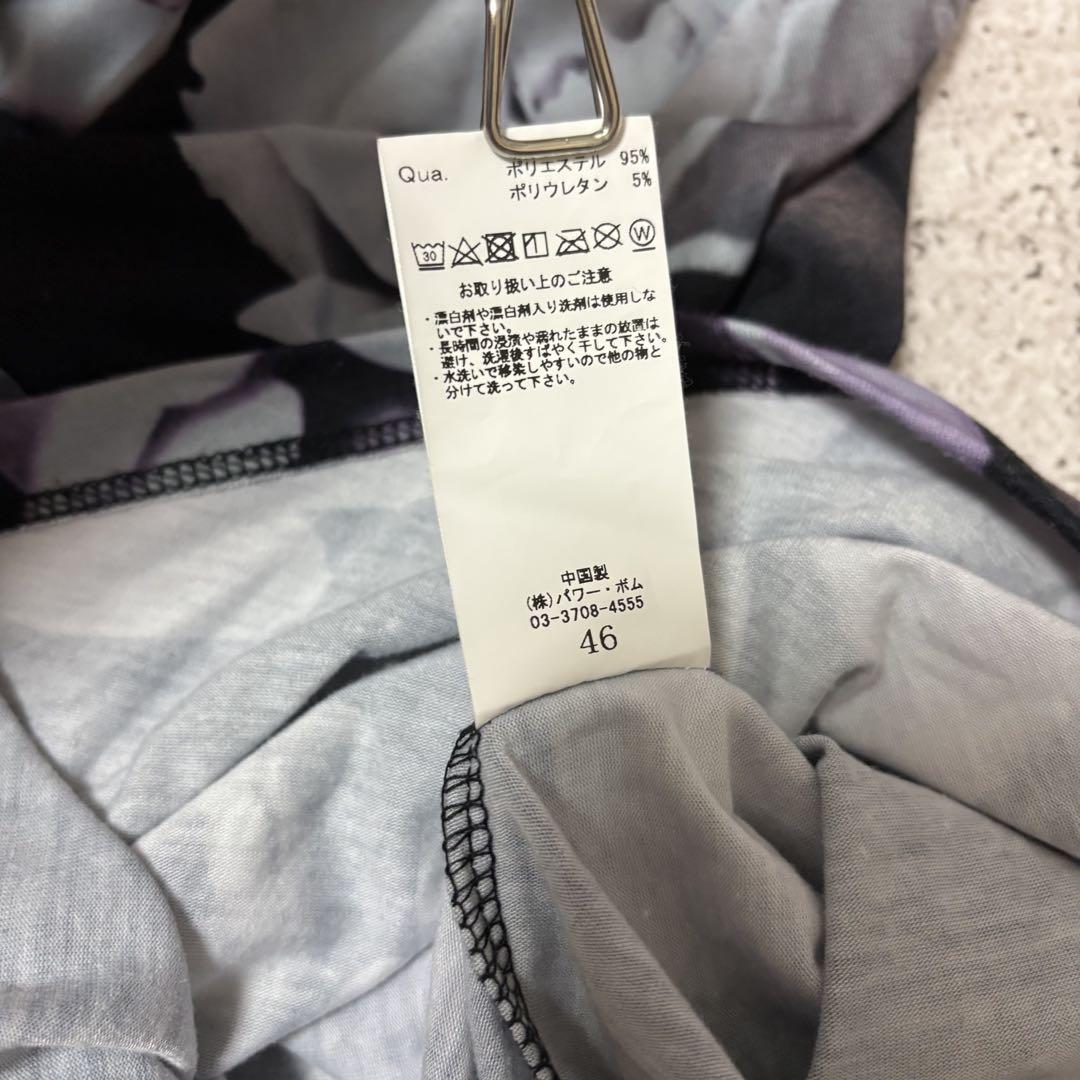 Qua. ポリエステル 95%
ポリウレタン 5%
30 W
お取り扱い上のご注意
・漂白剤や漂白剤入り洗剤は使用しな
いで下さい。
・長時間の浸漬や濡れたままの放置は
避け、洗濯後すばやく干して下さい。
・水洗いで移染しやすいので他の物と
分けて洗って下さい。
中国製
(株)パワー・ボム
03-3708-4555
46